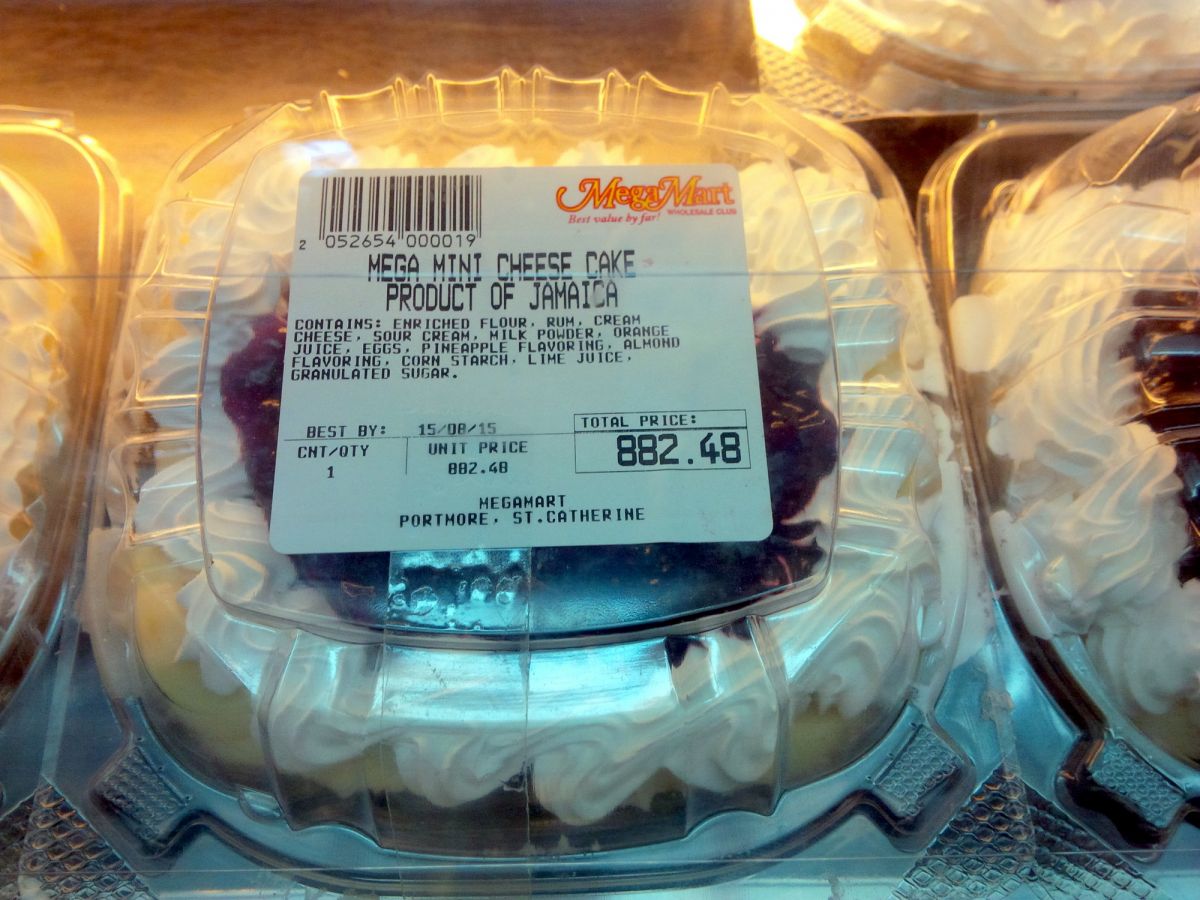 MegaMart
WHOLESALE CLUB
Best value by far!
2 052654 000019
MEGA MINI CHEESE CAKE
PRODUCT OF JAMAICA
CONTAINS: ENRICHED FLOUR, RUM, CREAM
CHEESE, SOUR CREAM, MILK POWDER, ORANGE
JUICE, EGGS, PINEAPPLE FLAVORING, ALMOND
FLAVORING, CORN STARCH, LIME JUICE,
GRANULATED SUGAR.
BEST BY: 15/08/15
TOTAL PRICE:
CNT/QTY UNIT PRICE 882.48
1 882.48
MEGAMART
PORTMORE, ST.CATHERINE